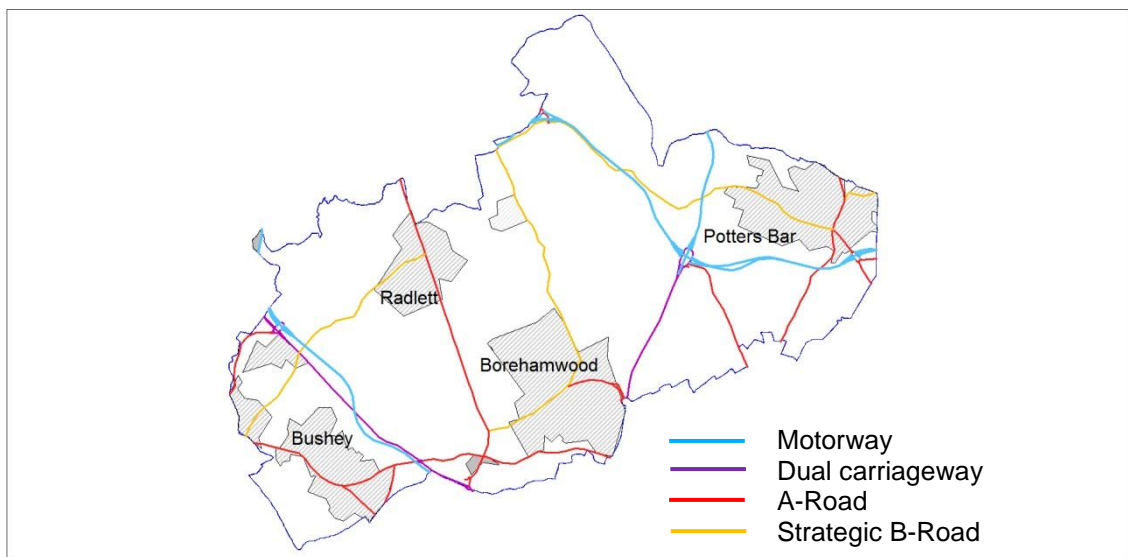 Potters Bar
Radlett
Borehamwood
Bushey
Motorway
Dual carriageway
A-Road
Strategic B-Road